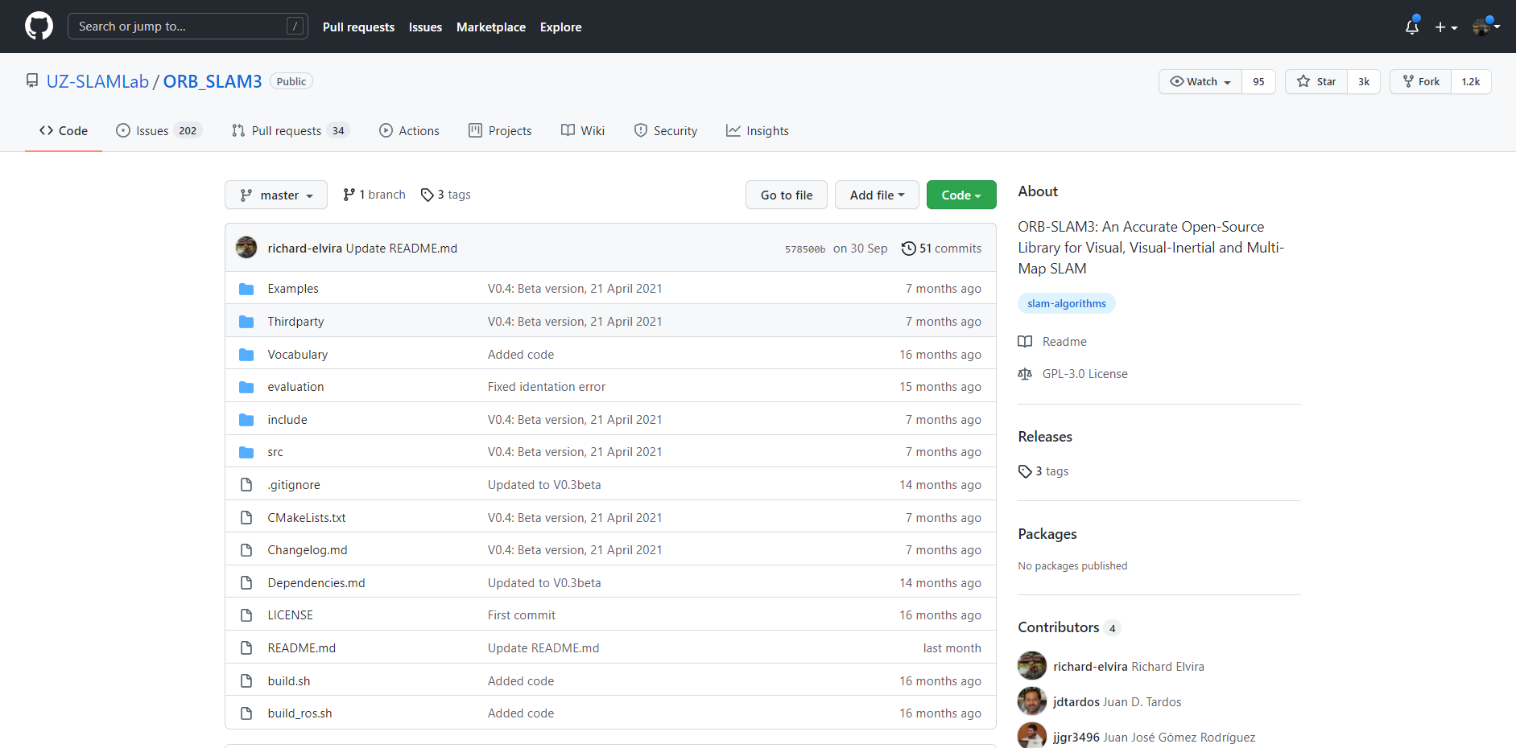 Search or jump to... /
Pull requests Issues Marketplace Explore
UZ-SLAMLab / ORB_SLAM3 Public
Watch 95 Star 3k Fork 1.2k
Code Issues 202 Pull requests 34 Actions Projects Wiki Security Insights
master 1 branch 3 tags Go to file Add file Code
richard-elvira Update README.md 578500b on 30 Sep 51 commits
Examples V0.4: Beta version, 21 April 2021 7 months ago
Thirdparty V0.4: Beta version, 21 April 2021 7 months ago
Vocabulary Added code 16 months ago
evaluation Fixed identation error 15 months ago
include V0.4: Beta version, 21 April 2021 7 months ago
src V0.4: Beta version, 21 April 2021 7 months ago
.gitignore Updated to V0.3beta 14 months ago
CMakeLists.txt V0.4: Beta version, 21 April 2021 7 months ago
Changelog.md V0.4: Beta version, 21 April 2021 7 months ago
Dependencies.md Updated to V0.3beta 14 months ago
LICENSE First commit 16 months ago
README.md Update README.md last month
build.sh Added code 16 months ago
build_ros.sh Added code 16 months ago
About
ORB-SLAM3: An Accurate Open-Source
Library for Visual, Visual-Inertial and Multi-
Map SLAM
slam-algorithms
Readme
GPL-3.0 License
Releases
3 tags
Packages
No packages published
Contributors 4
richard-elvira Richard Elvira
jdtardos Juan D. Tardos
jjgr3496 Juan José Gómez Rodríguez